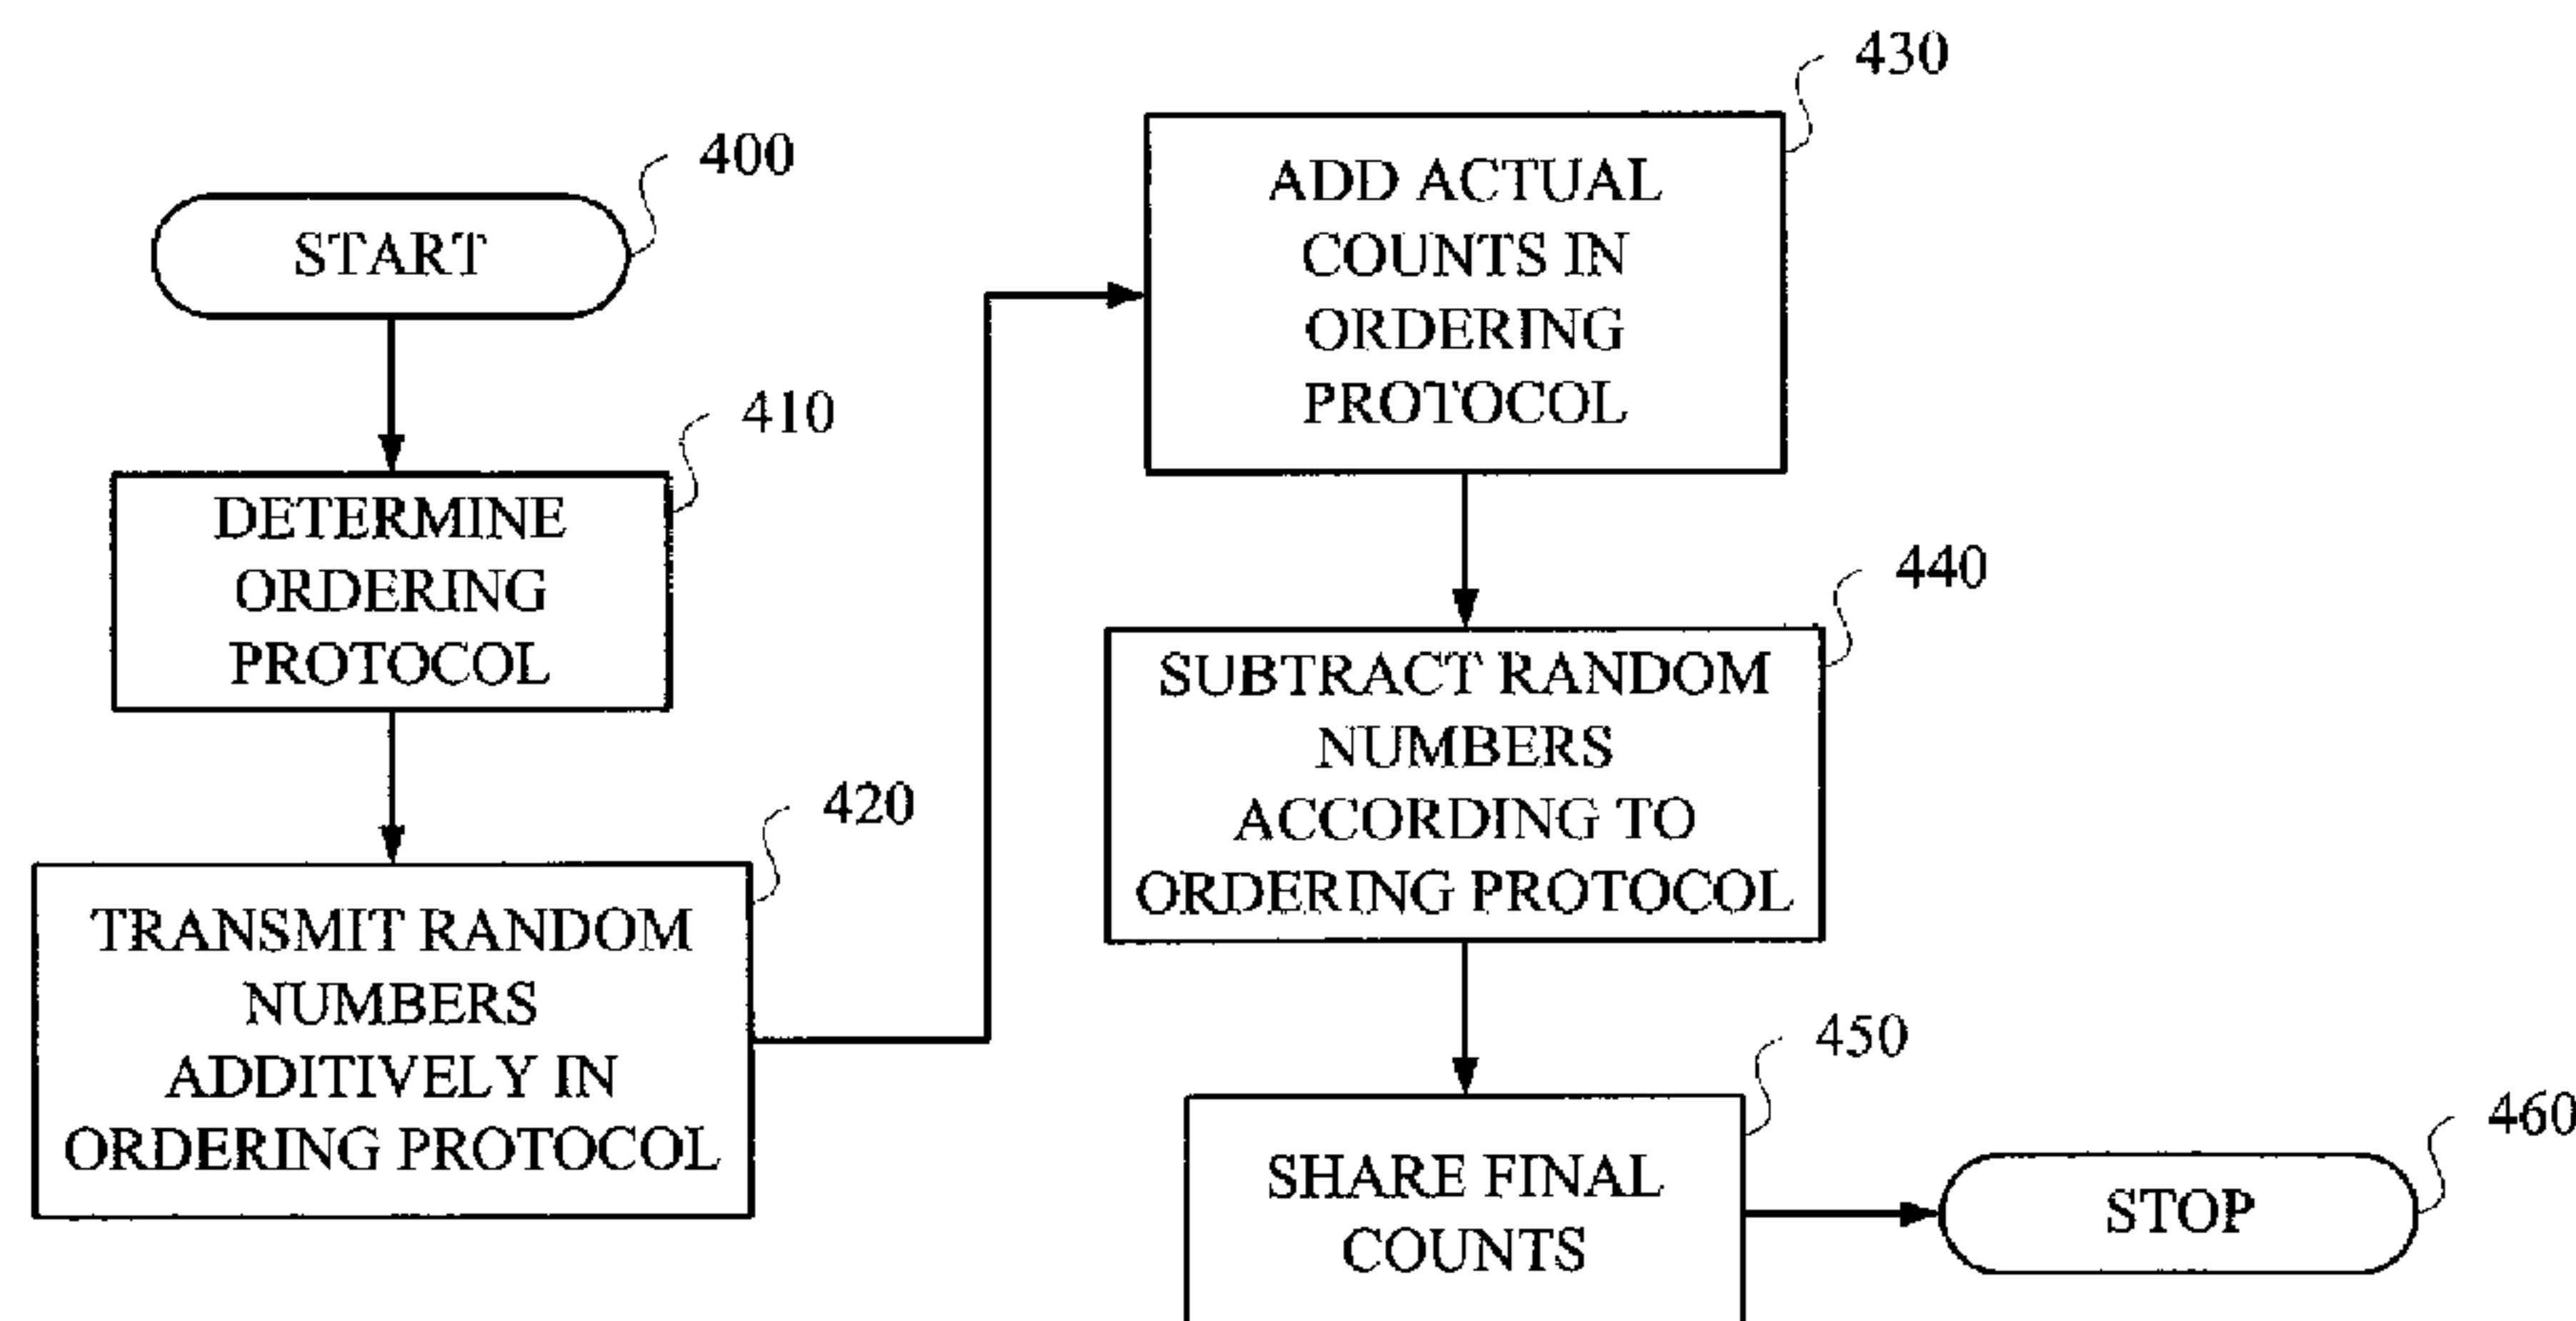 400
START
410
DETERMINE
ORDERING
PROTOCOL
420
TRANSMIT RANDOM
NUMBERS
ADDITIVELY IN
ORDERING PROTOCOL
430
ADD ACTUAL
COUNTS IN
ORDERING
PROTOCOL
440
SUBTRACT RANDOM
NUMBERS
ACCORDING TO
ORDERING PROTOCOL
450
SHARE FINAL
COUNTS
460
STOP